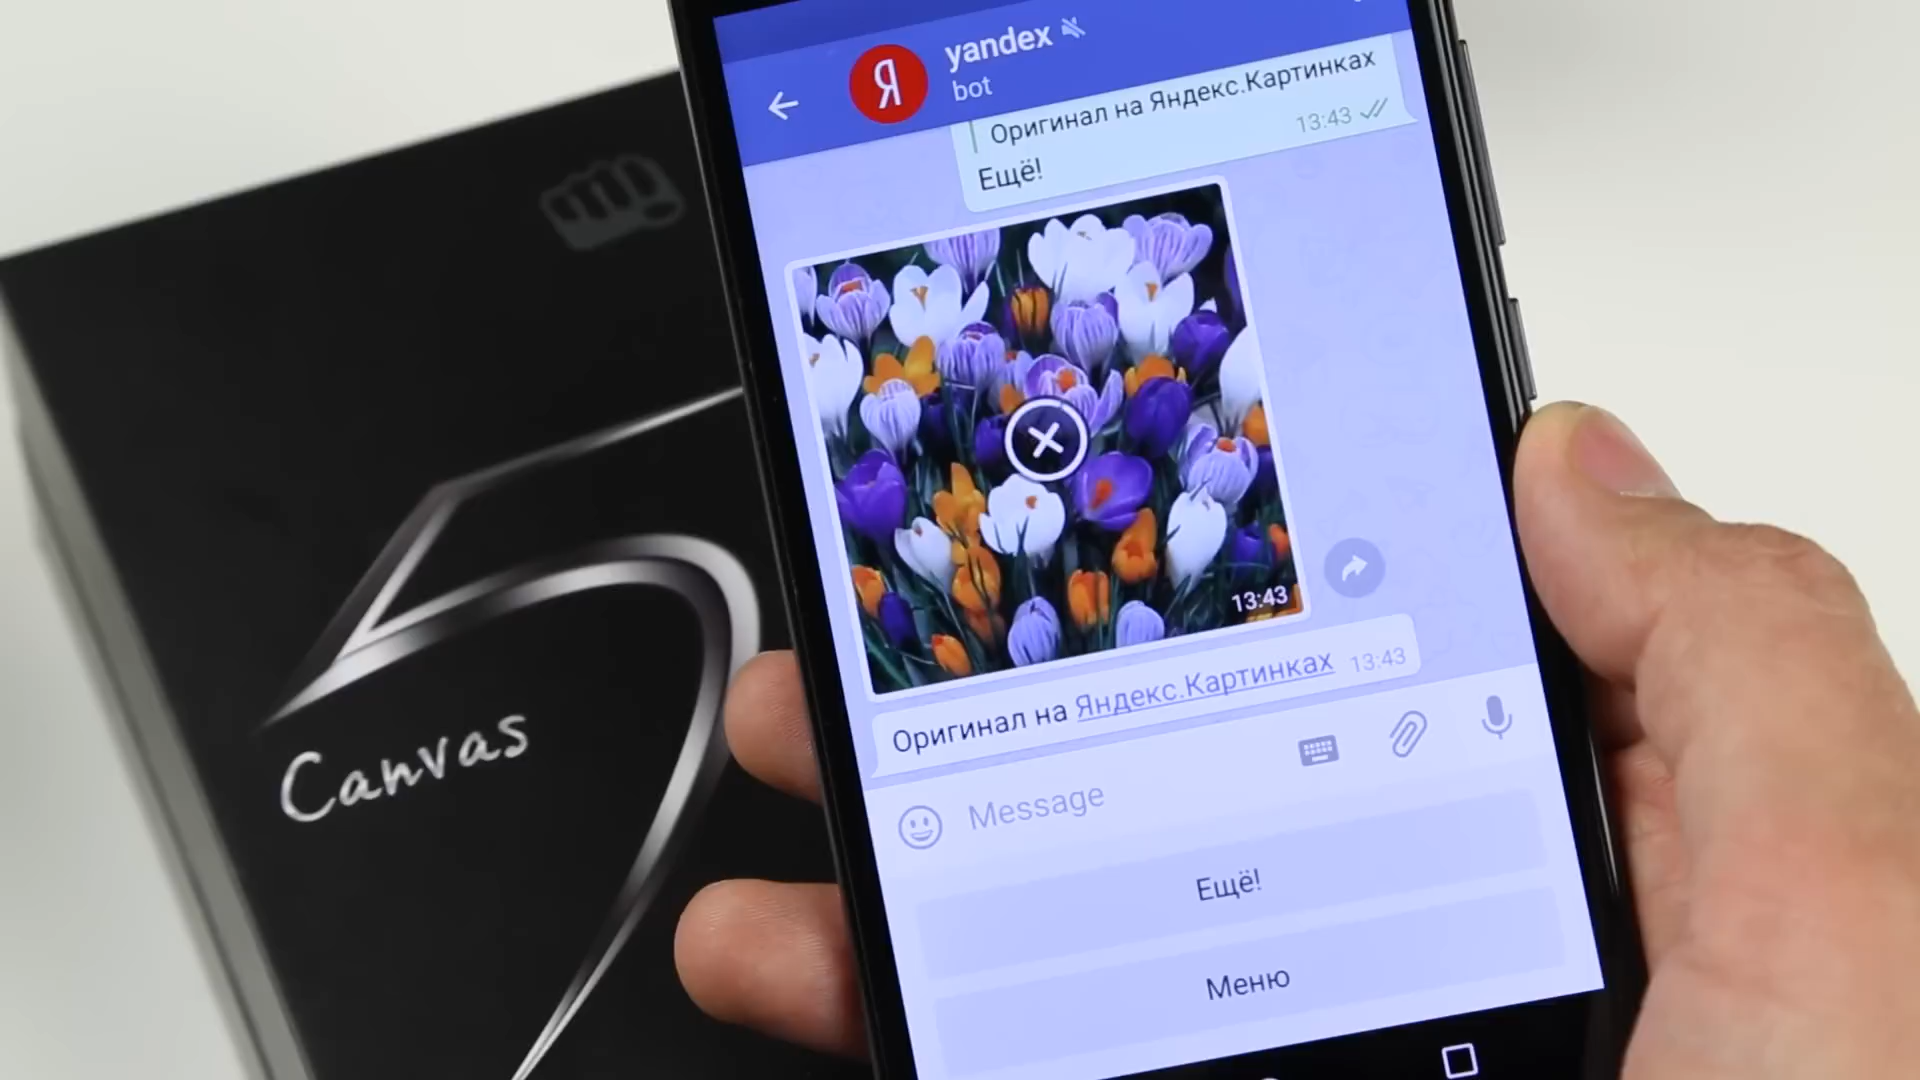 yandex
bot
Оригинал на Яндекс.Картинках
13:43
Ещё!
13:43
Оригинал на Яндекс.Картинках 13:43
Message
Ещё!
Меню
Я
5
Canvas